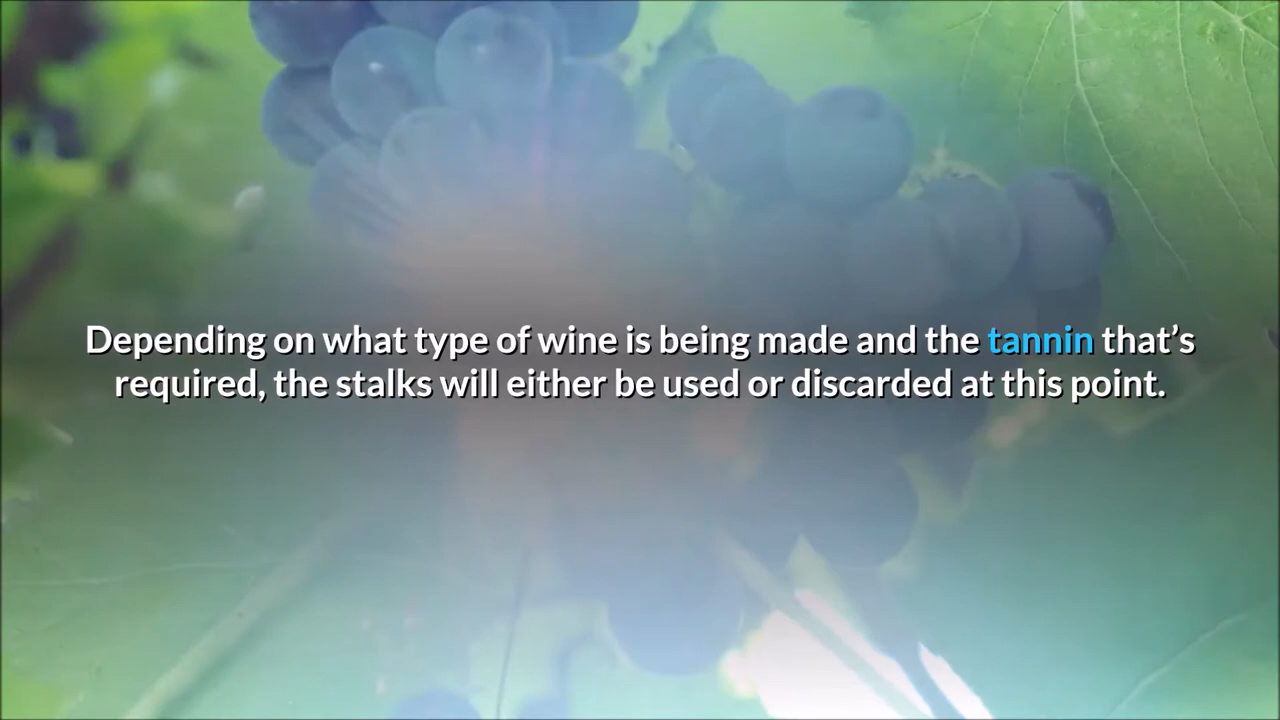 Depending on what type of wine is being made and the tannin that’s
required, the stalks will either be used or discarded at this point.